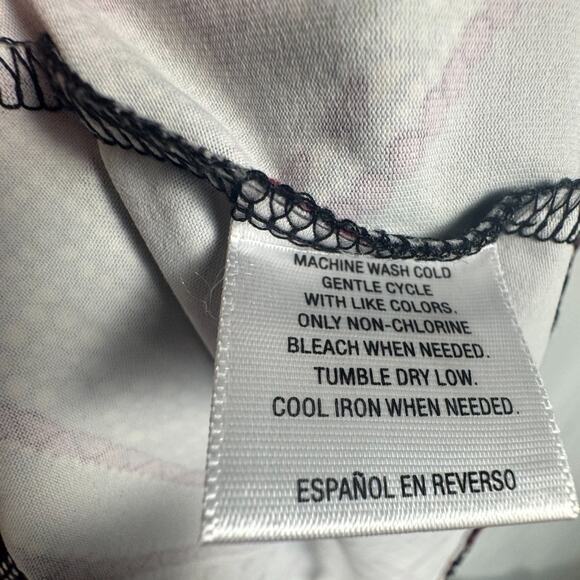 MACHINE WASH COLD
GENTLE CYCLE
WITH LIKE COLORS.
ONLY NON-CHLORINE
BLEACH WHEN NEEDED.
TUMBLE DRY LOW.
COOL IRON WHEN NEEDED.
ESPAÑOL EN REVERSO